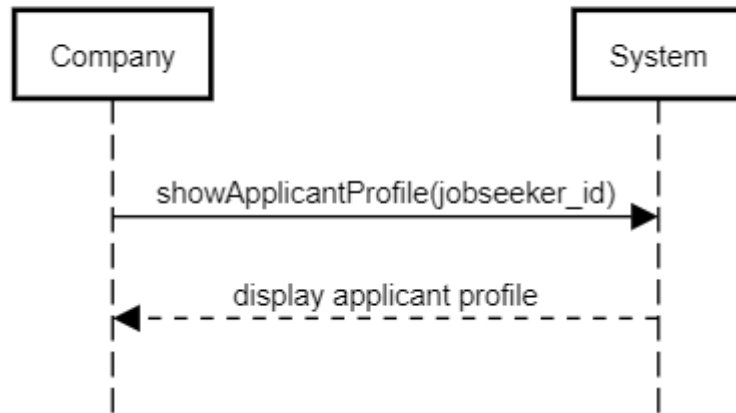 Company
System
showApplicantProfile(jobseeker_id)
display applicant profile